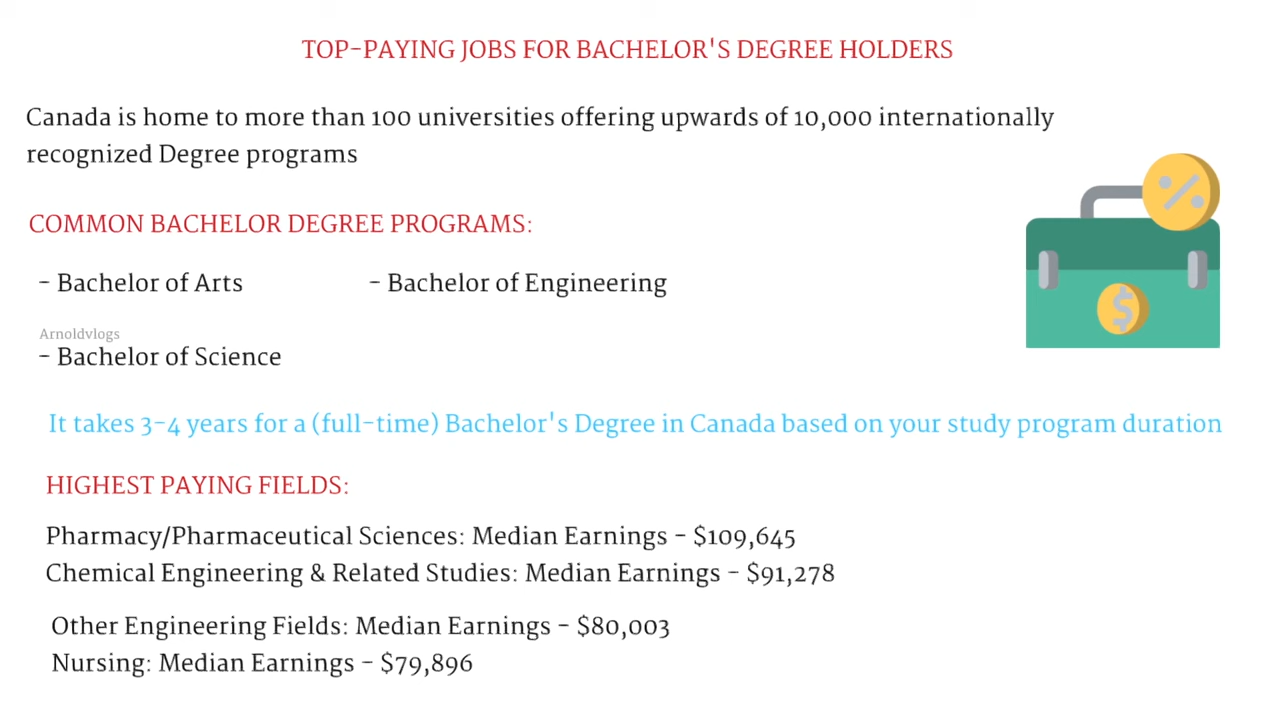 TOP-PAYING JOBS FOR BACHELOR'S DEGREE HOLDERS
Canada is home to more than 100 universities offering upwards of 10,000 internationally
recognized Degree programs
COMMON BACHELOR DEGREE PROGRAMS:
- Bachelor of Arts
- Bachelor of Engineering
Arnoldvlogs
- Bachelor of Science
It takes 3-4 years for a (full-time) Bachelor's Degree in Canada based on your study program duration
HIGHEST PAYING FIELDS:
Pharmacy/Pharmaceutical Sciences: Median Earnings - $109,645
Chemical Engineering & Related Studies: Median Earnings - $91,278
Other Engineering Fields: Median Earnings - $80,003
Nursing: Median Earnings - $79,896
%
$